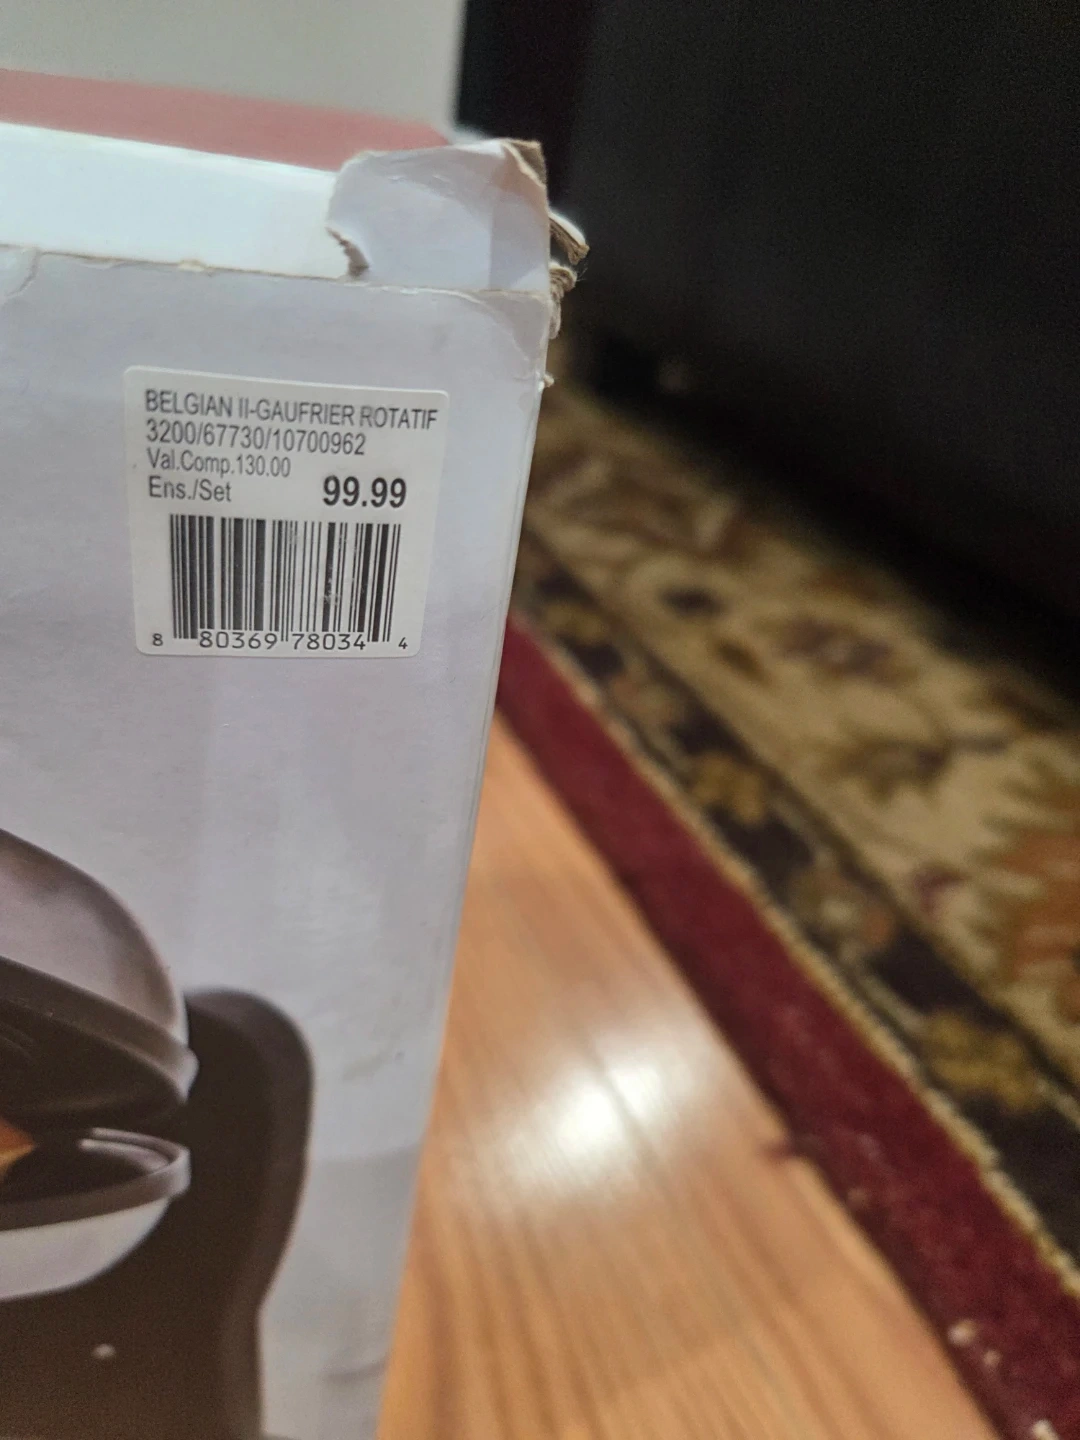 BELGIAN II-GAUFRIER ROTATIF
3200/67730/10700962
Val.Comp.130.00
Ens./Set 99.99
8 80369 78034 4